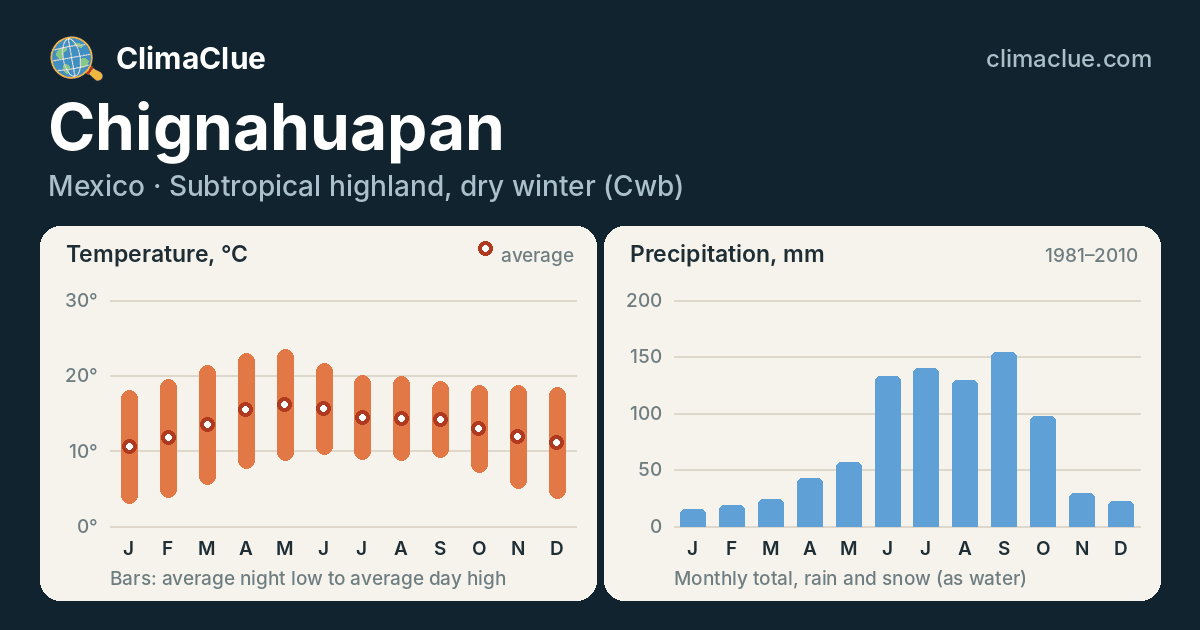 ClimaClue
climaclue.com
Chignahuapan
Mexico · Subtropical highland, dry winter (Cwb)
Temperature, °C
average
30°
20°
10°
0°
J F M A M J J A S O N D
Bars: average night low to average day high
Precipitation, mm
1981–2010
200
150
100
50
0
J F M A M J J A S O N D
Monthly total, rain and snow (as water)